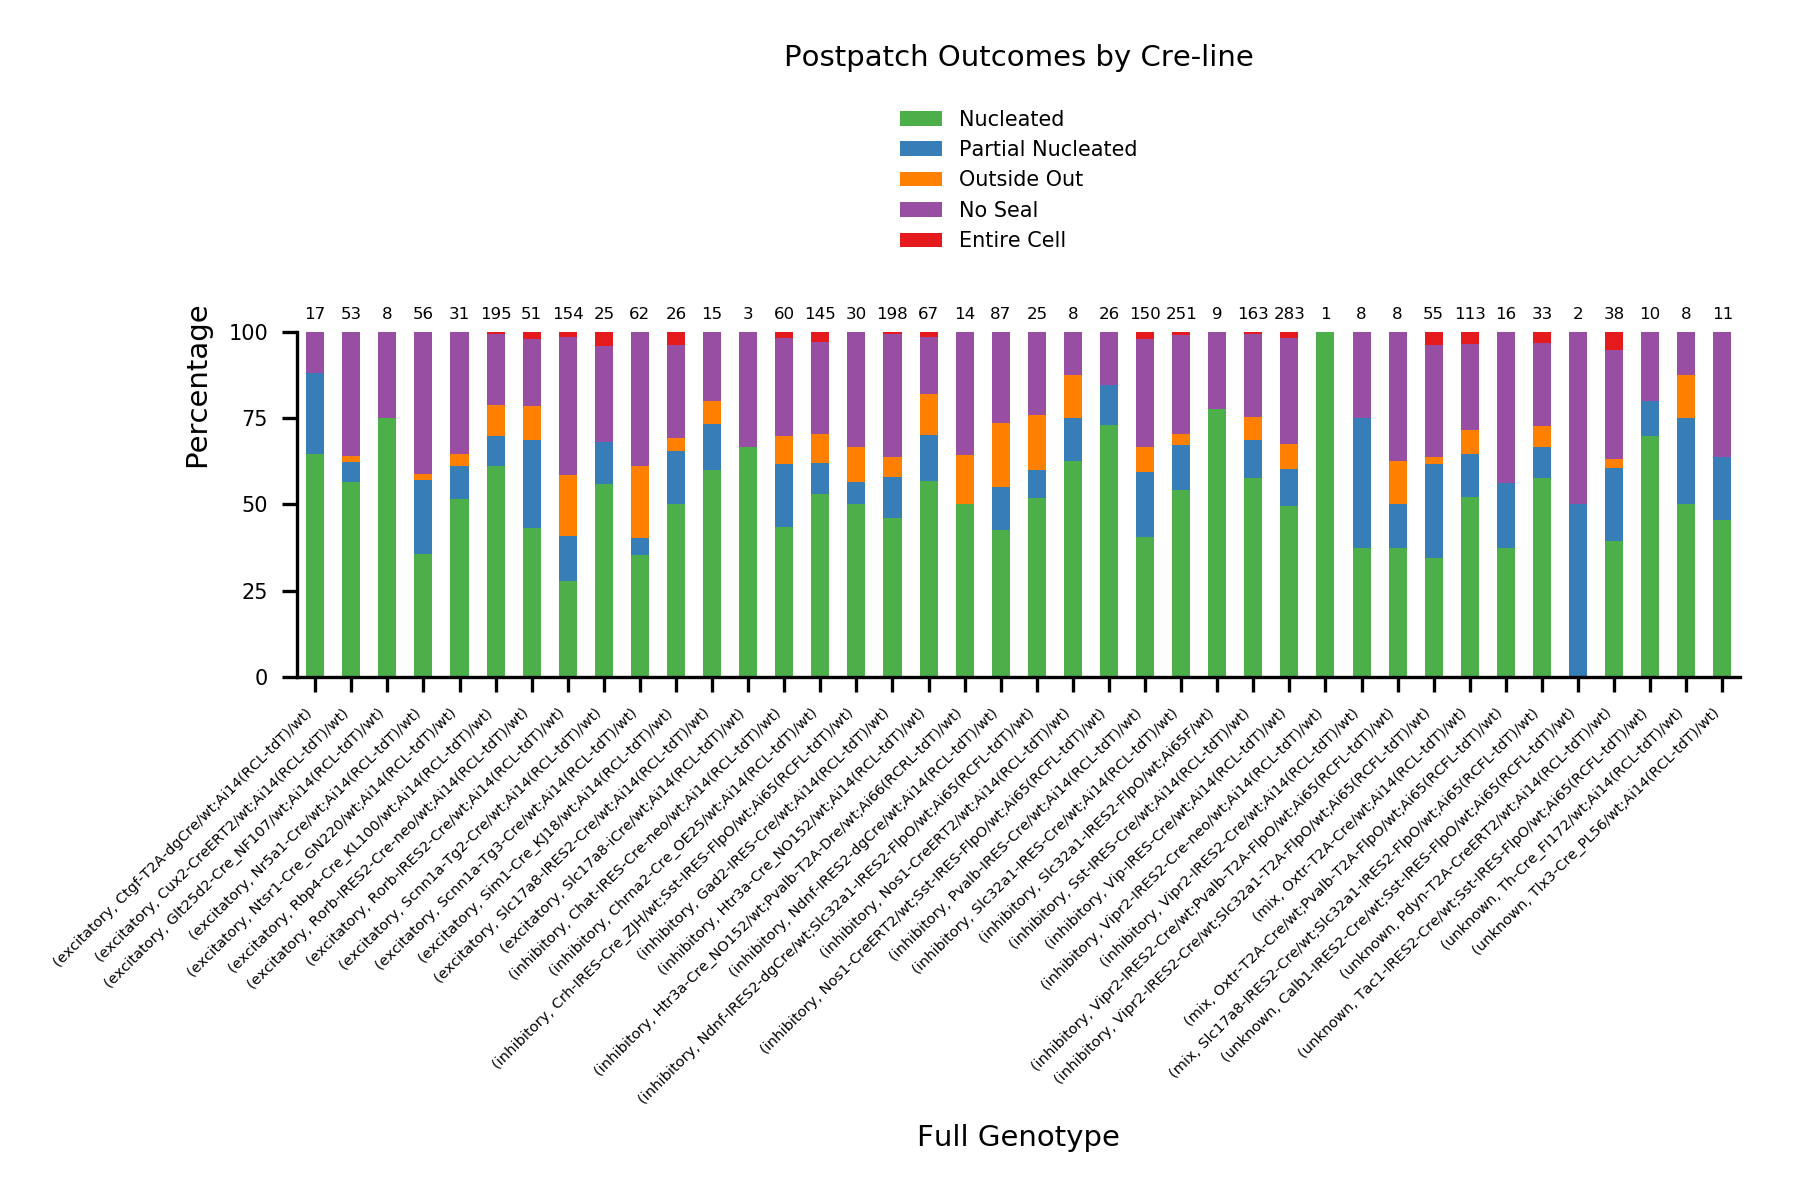 Postpatch Outcomes by Cre-line
Nucleated
Partial Nucleated
Outside Out
No Seal
Entire Cell
17 53 8 56 31 195 51 154 25 62 26 15 3 60 145 30 198 67 14 87 25 8 26 150 251 9 163 283 1 8 8 55 113 16 33 2 38 10 8 11
Percentage
100
75
50
25
0
(excitatory, Ctgf-T2A-dgCre/wt;Ai14(RCL-tdT)/wt)
(excitatory, Cux2-CreERT2/wt;Ai14(RCL-tdT)/wt)
(excitatory, Glt25d2-Cre_NF107/wt;Ai14(RCL-tdT)/wt)
(excitatory, Nr5a1-Cre/wt;Ai14(RCL-tdT)/wt)
(excitatory, Ntsr1-Cre_GN220/wt;Ai14(RCL-tdT)/wt)
(excitatory, Rbp4-Cre_KL100/wt;Ai14(RCL-tdT)/wt)
(excitatory, Rorb-IRES2-Cre-neo/wt;Ai14(RCL-tdT)/wt)
(excitatory, Rorb-IRES2-Cre/wt;Ai14(RCL-tdT)/wt)
(excitatory, Scnn1a-Tg2-Cre/wt;Ai14(RCL-tdT)/wt)
(excitatory, Scnn1a-Tg3-Cre/wt;Ai14(RCL-tdT)/wt)
(excitatory, Sim1-Cre_KJ18/wt;Ai14(RCL-tdT)/wt)
(excitatory, Slc17a8-IRES2-Cre/wt;Ai14(RCL-tdT)/wt)
(excitatory, Slc17a8-iCre/wt;Ai14(RCL-tdT)/wt)
(inhibitory, Chat-IRES-Cre-neo/wt;Ai14(RCL-tdT)/wt)
(inhibitory, Chrna2-Cre_OE25/wt;Ai14(RCL-tdT)/wt)
(inhibitory, Crh-IRES-Cre_ZJH/wt;Sst-IRES-FlpO/wt;Ai65(RCFL-tdT)/wt)
(inhibitory, Gad2-IRES-Cre/wt;Ai14(RCL-tdT)/wt)
(inhibitory, Htr3a-Cre_NO152/wt;Ai14(RCL-tdT)/wt)
(inhibitory, Htr3a-Cre_NO152/wt;Pvalb-T2A-Dre/wt;Ai66(RCRL-tdT)/wt)
(inhibitory, Ndnf-IRES2-dgCre/wt;Ai14(RCL-tdT)/wt)
(inhibitory, Ndnf-IRES2-dgCre/wt;Slc32a1-IRES2-FlpO/wt;Ai65(RCFL-tdT)/wt)
(inhibitory, Nos1-CreERT2/wt;Ai14(RCL-tdT)/wt)
(inhibitory, Nos1-CreERT2/wt;Sst-IRES-FlpO/wt;Ai65(RCFL-tdT)/wt)
(inhibitory, Pvalb-IRES-Cre/wt;Ai14(RCL-tdT)/wt)
(inhibitory, Slc32a1-IRES-Cre/wt;Ai14(RCL-tdT)/wt)
(inhibitory, Slc32a1-IRES2-FlpO/wt;Ai65F/wt)
(inhibitory, Sst-IRES-Cre/wt;Ai14(RCL-tdT)/wt)
(inhibitory, Vip-IRES-Cre/wt;Ai14(RCL-tdT)/wt)
(inhibitory, Vipr2-IRES2-Cre-neo/wt;Ai14(RCL-tdT)/wt)
(inhibitory, Vipr2-IRES2-Cre/wt;Ai14(RCL-tdT)/wt)
(inhibitory, Vipr2-IRES2-Cre/wt;Pvalb-T2A-FlpO/wt;Ai65(RCFL-tdT)/wt)
(inhibitory, Vipr2-IRES2-Cre/wt;Slc32a1-T2A-FlpO/wt;Ai65(RCFL-tdT)/wt)
(mix, Oxtr-T2A-Cre/wt;Ai14(RCL-tdT)/wt)
(mix, Oxtr-T2A-Cre/wt;Pvalb-T2A-FlpO/wt;Ai65(RCFL-tdT)/wt)
(mix, Slc17a8-IRES2-Cre/wt;Slc32a1-IRES2-FlpO/wt;Ai65(RCFL-tdT)/wt)
(unknown, Calb1-IRES2-Cre/wt;Sst-IRES-FlpO/wt;Ai65(RCFL-tdT)/wt)
(unknown, Pdyn-T2A-CreERT2/wt;Ai14(RCL-tdT)/wt)
(unknown, Tac1-IRES2-Cre/wt;Sst-IRES-FlpO/wt;Ai65(RCFL-tdT)/wt)
(unknown, Th-Cre_FI172/wt;Ai14(RCL-tdT)/wt)
(unknown, Tlx3-Cre_PL56/wt;Ai14(RCL-tdT)/wt)
Full Genotype